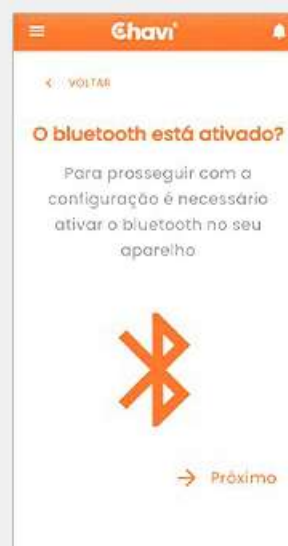 Chavi
VOLTAR
O bluetooth está ativado?
Para prosseguir com a
configuração é necessário
ativar o bluetooth no seu
aparelho
Próximo